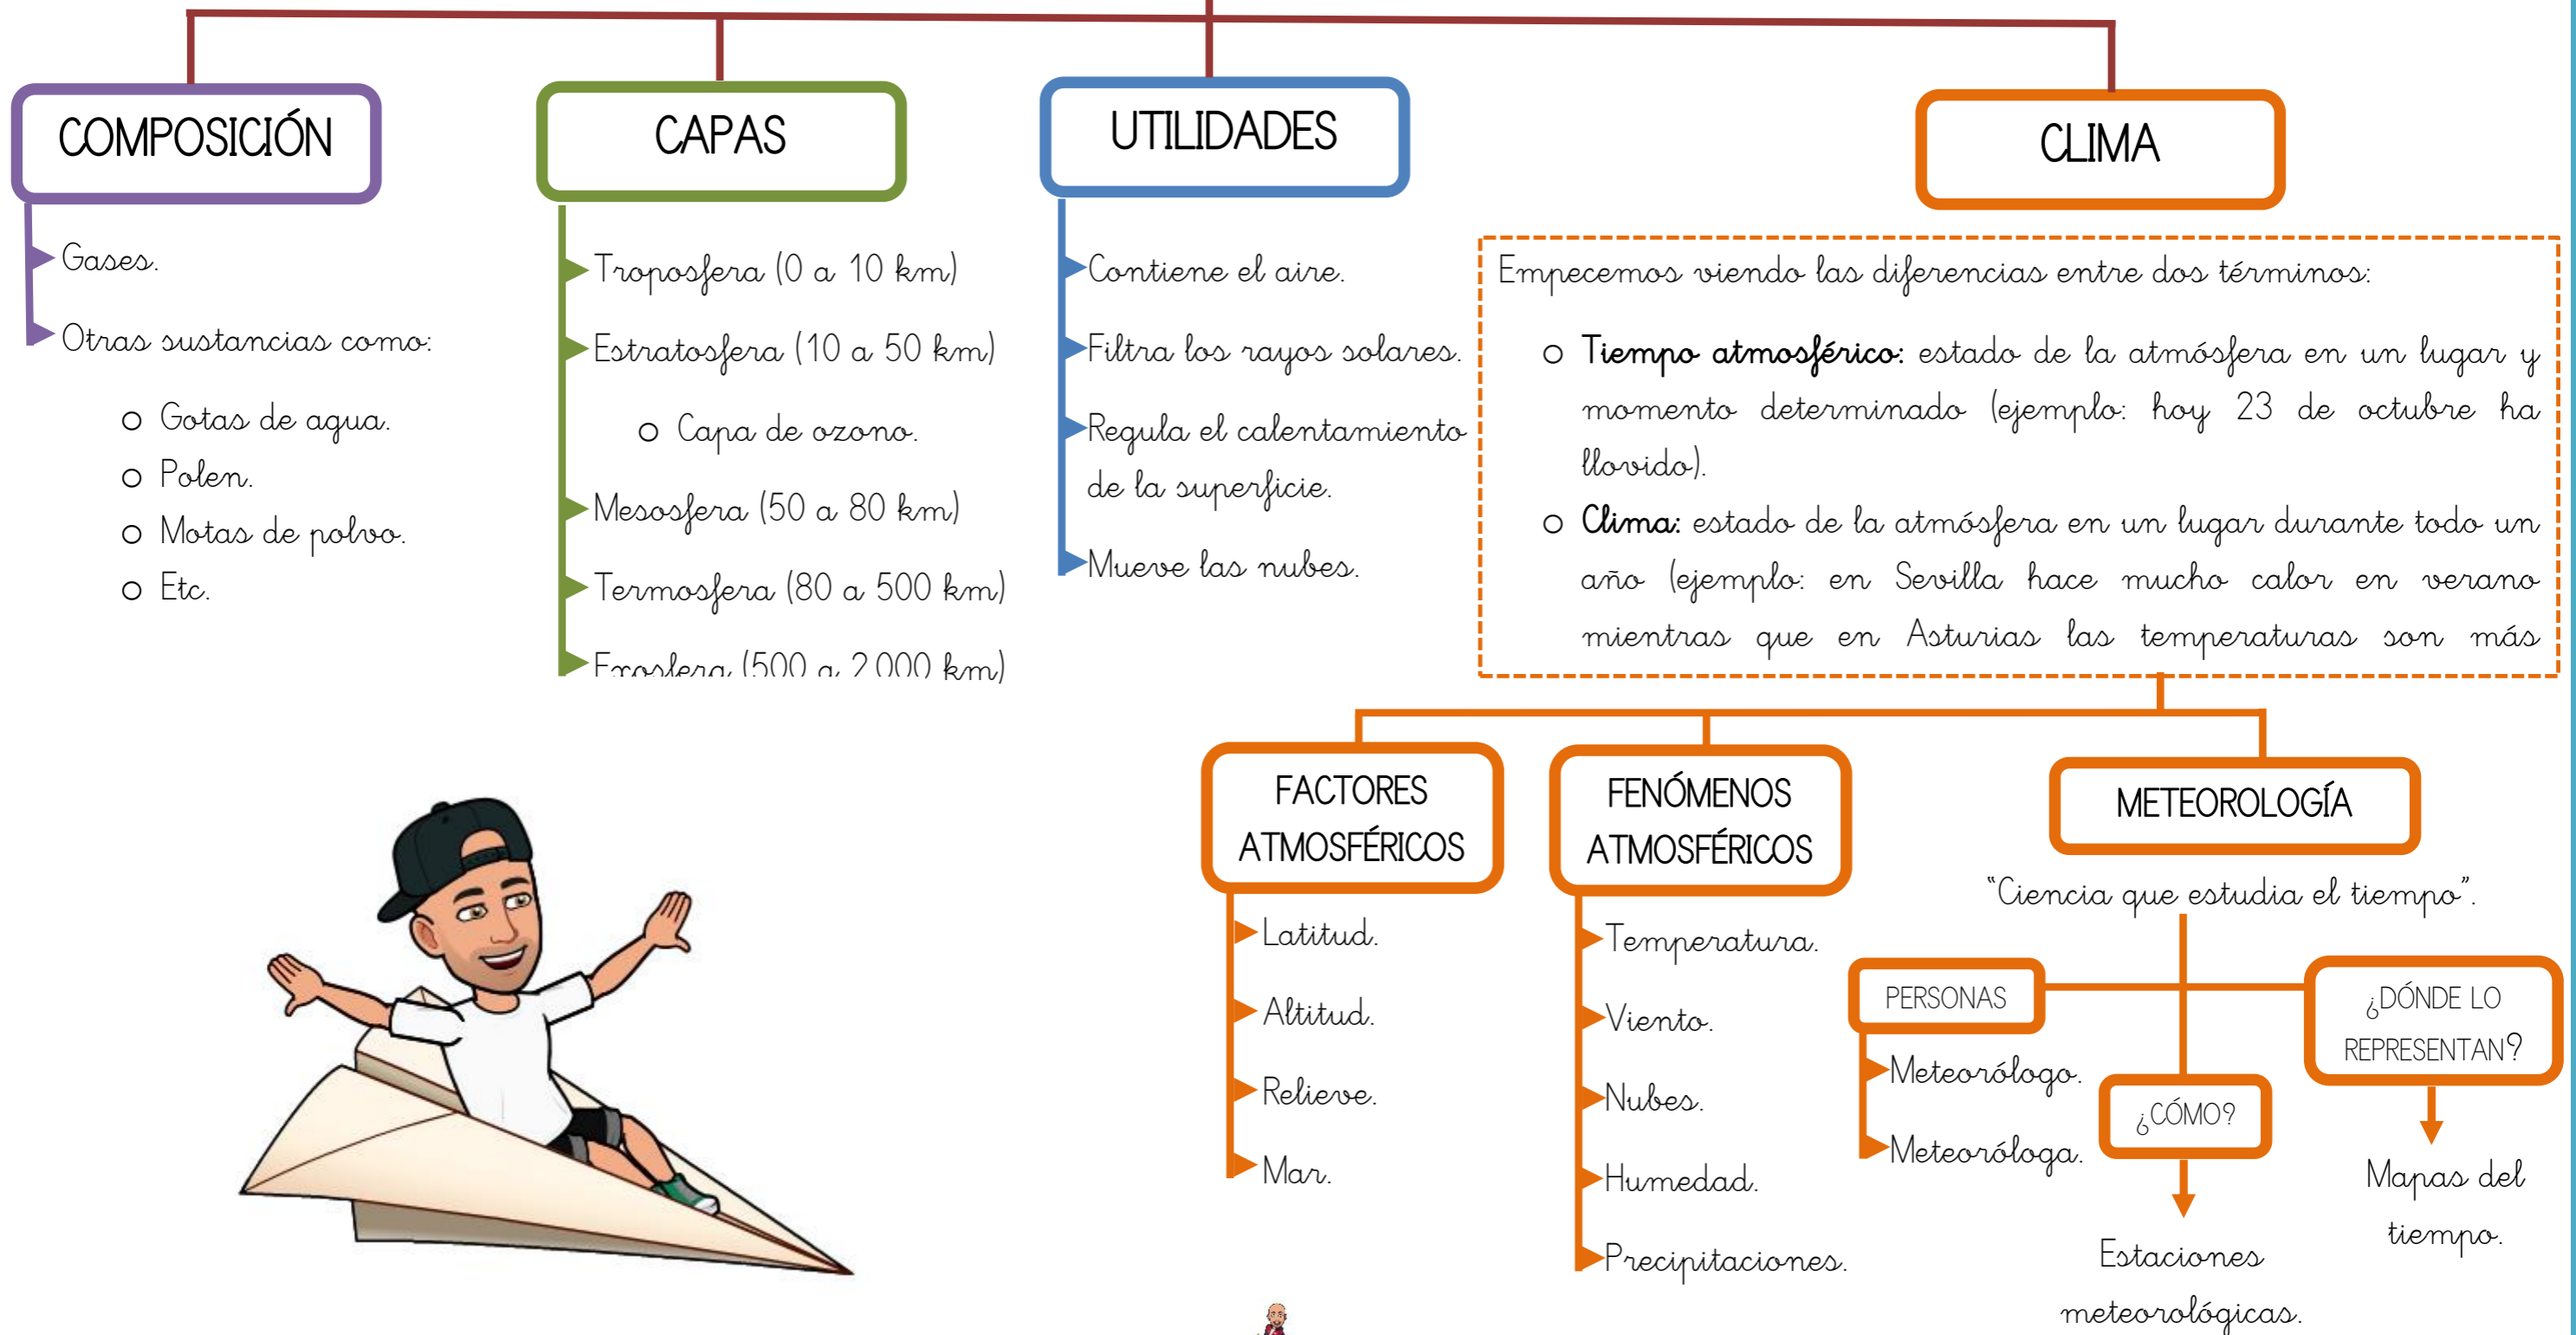 COMPOSICIÓN
Gases.
Otras sustancias como:
o Gotas de agua.
o Polen.
o Motas de polvo.
o Etc.
CAPAS
Troposfera (0 a 10 km)
Estratosfera (10 a 50 km)
o Capa de ozono.
Mesosfera (50 a 80 km)
Termosfera (80 a 500 km)
Exosfera (500 a 2000 km)
UTILIDADES
Contiene el aire.
Filtra los rayos solares.
Regula el calentamiento
de la superficie.
Mueve las nubes.
CLIMA
Empecemos viendo las diferencias entre dos términos:
o Tiempo atmosférico: estado de la atmósfera en un lugar y
momento determinado (ejemplo: hoy 23 de octubre ha
llovido).
o Clima: estado de la atmósfera en un lugar durante todo un
año (ejemplo: en Sevilla hace mucho calor en verano
mientras que en Asturias las temperaturas son más
FACTORES
ATMOSFÉRICOS
Latitud.
Altitud.
Relieve.
Mar.
FENÓMENOS
ATMOSFÉRICOS
Temperatura.
Viento.
Nubes.
Humedad.
Precipitaciones.
METEOROLOGÍA
"Ciencia que estudia el tiempo".
PERSONAS
Meteorólogo.
Meteoróloga.
¿CÓMO?
Estaciones
meteorológicas.
¿DÓNDE LO
REPRESENTAN?
Mapas del
tiempo.